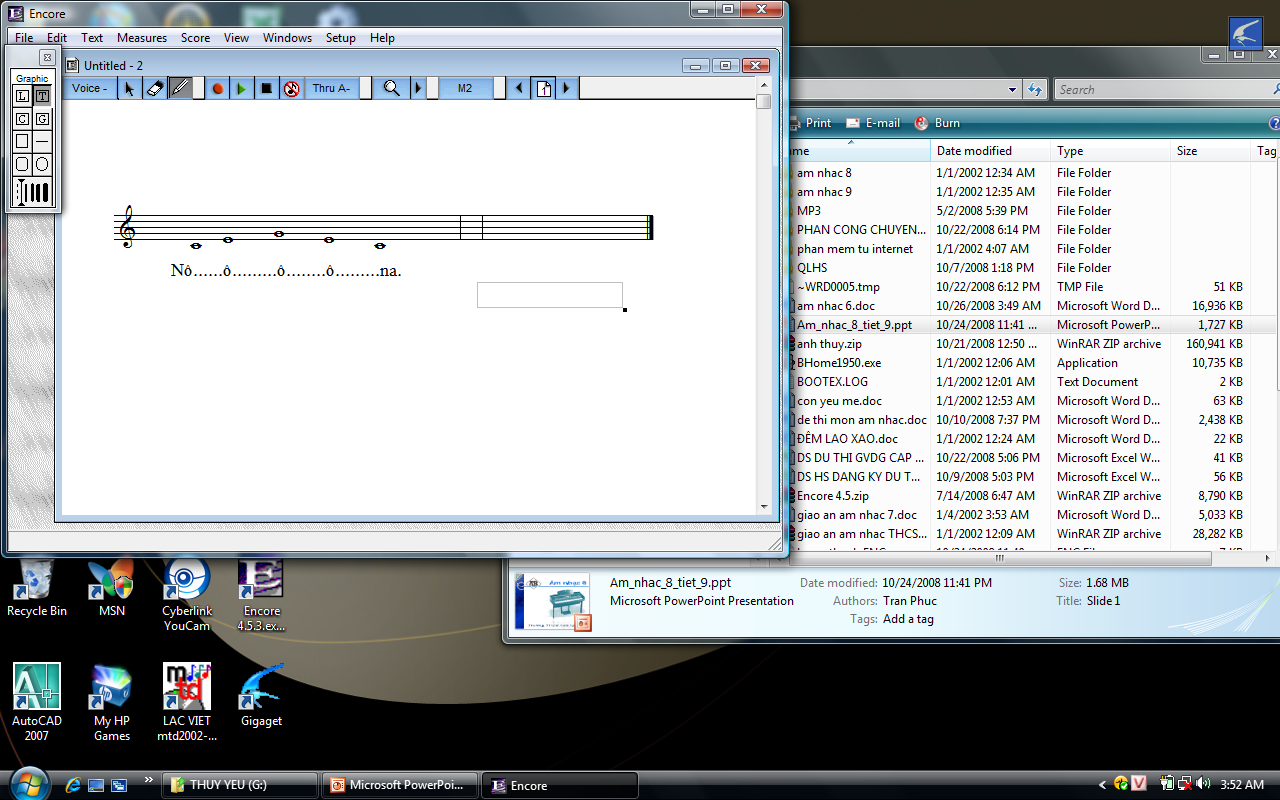 Encore
File Edit Text Measures Score View Windows Setup Help
Graphic
L T
C G
Untitled - 2
Voice - Thru A- M2 1
Nô......ô.........ô........ô.........na.
Search
Print E-mail Burn
me Date modified Type Size Tag
am nhac 8 1/1/2002 12:34 AM File Folder
am nhac 9 1/1/2002 12:35 AM File Folder
MP3 5/2/2008 5:39 PM File Folder
PHAN CONG CHUYEN... 10/22/2008 6:14 PM File Folder
phan mem tu internet 1/1/2002 4:07 AM File Folder
QLHS 10/7/2008 1:18 PM File Folder
~WRD0005.tmp 10/22/2008 6:12 PM TMP File 51 KB
am nhac 6.doc 10/26/2008 3:49 AM Microsoft Word D... 16,936 KB
Am_nhac_8_tiet_9.ppt 10/24/2008 11:41 ... Microsoft PowerP... 1,727 KB
anh thuy.zip 10/21/2008 12:50 ... WinRAR ZIP archive 160,941 KB
BHome1950.exe 1/1/2002 12:06 AM Application 10,735 KB
BOOTEX.LOG 1/1/2002 12:01 AM Text Document 2 KB
con yeu me.doc 1/1/2002 12:53 AM Microsoft Word D... 63 KB
de thi mon am nhac.doc 10/10/2008 7:37 PM Microsoft Word D... 2,438 KB
ĐÊM LAO XAO.doc 1/1/2002 12:24 AM Microsoft Word D... 22 KB
DS DU THI GVDG CAP ... 10/22/2008 5:06 PM Microsoft Excel W... 41 KB
DS HS DANG KY DU T... 10/9/2008 5:03 PM Microsoft Excel W... 56 KB
Encore 4.5.zip 7/14/2008 6:47 AM WinRAR ZIP archive 8,790 KB
giao an am nhac 7.doc 1/4/2002 3:53 AM Microsoft Word D... 5,033 KB
giao an am nhac THCS... 1/1/2002 12:09 AM WinRAR ZIP archive 28,282 KB
Am nhac 8
Am_nhac_8_tiet_9.ppt Date modified: 10/24/2008 11:41 PM Size: 1.68 MB
Microsoft PowerPoint Presentation Authors: Tran Phuc Title: Slide 1
Tags: Add a tag
Recycle Bin
MSN
Cyberlink
YouCam
Encore
4.5.3.ex...
AutoCAD
2007
My HP
Games
LAC VIET
mtd2002-...
Gigaget
THUY YEU (G:) Microsoft PowerPoi... Encore 3:52 AM